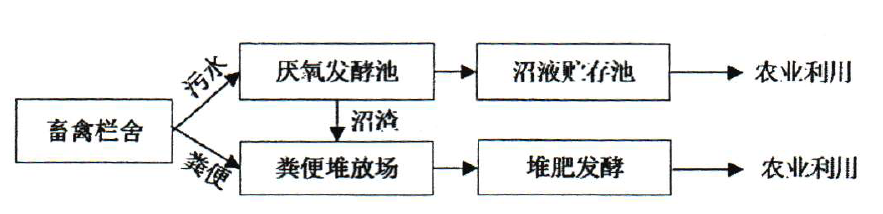 污水
厌氧发酵池
沼液贮存池
农业利用
畜禽栏舍
沼渣
粪便
粪便堆放场
堆肥发酵
农业利用